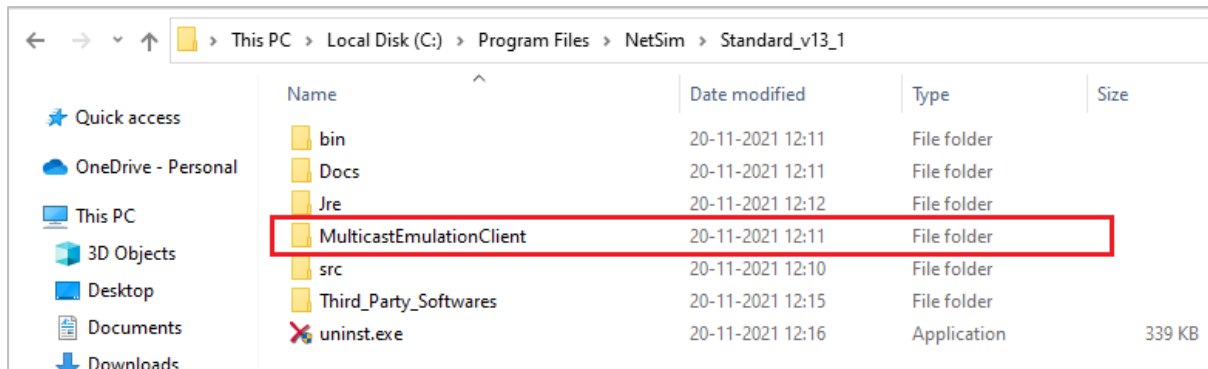 This PC > Local Disk (C:) > Program Files > NetSim > Standard_v13_1
Name Date modified Type Size
Quick access
OneDrive - Personal
This PC
3D Objects
Desktop
Documents
Downloads
bin 20-11-2021 12:11 File folder
Docs 20-11-2021 12:11 File folder
Jre 20-11-2021 12:12 File folder
MulticastEmulationClient 20-11-2021 12:11 File folder
src 20-11-2021 12:10 File folder
Third_Party_Softwares 20-11-2021 12:15 File folder
uninst.exe 20-11-2021 12:16 Application 339 KB